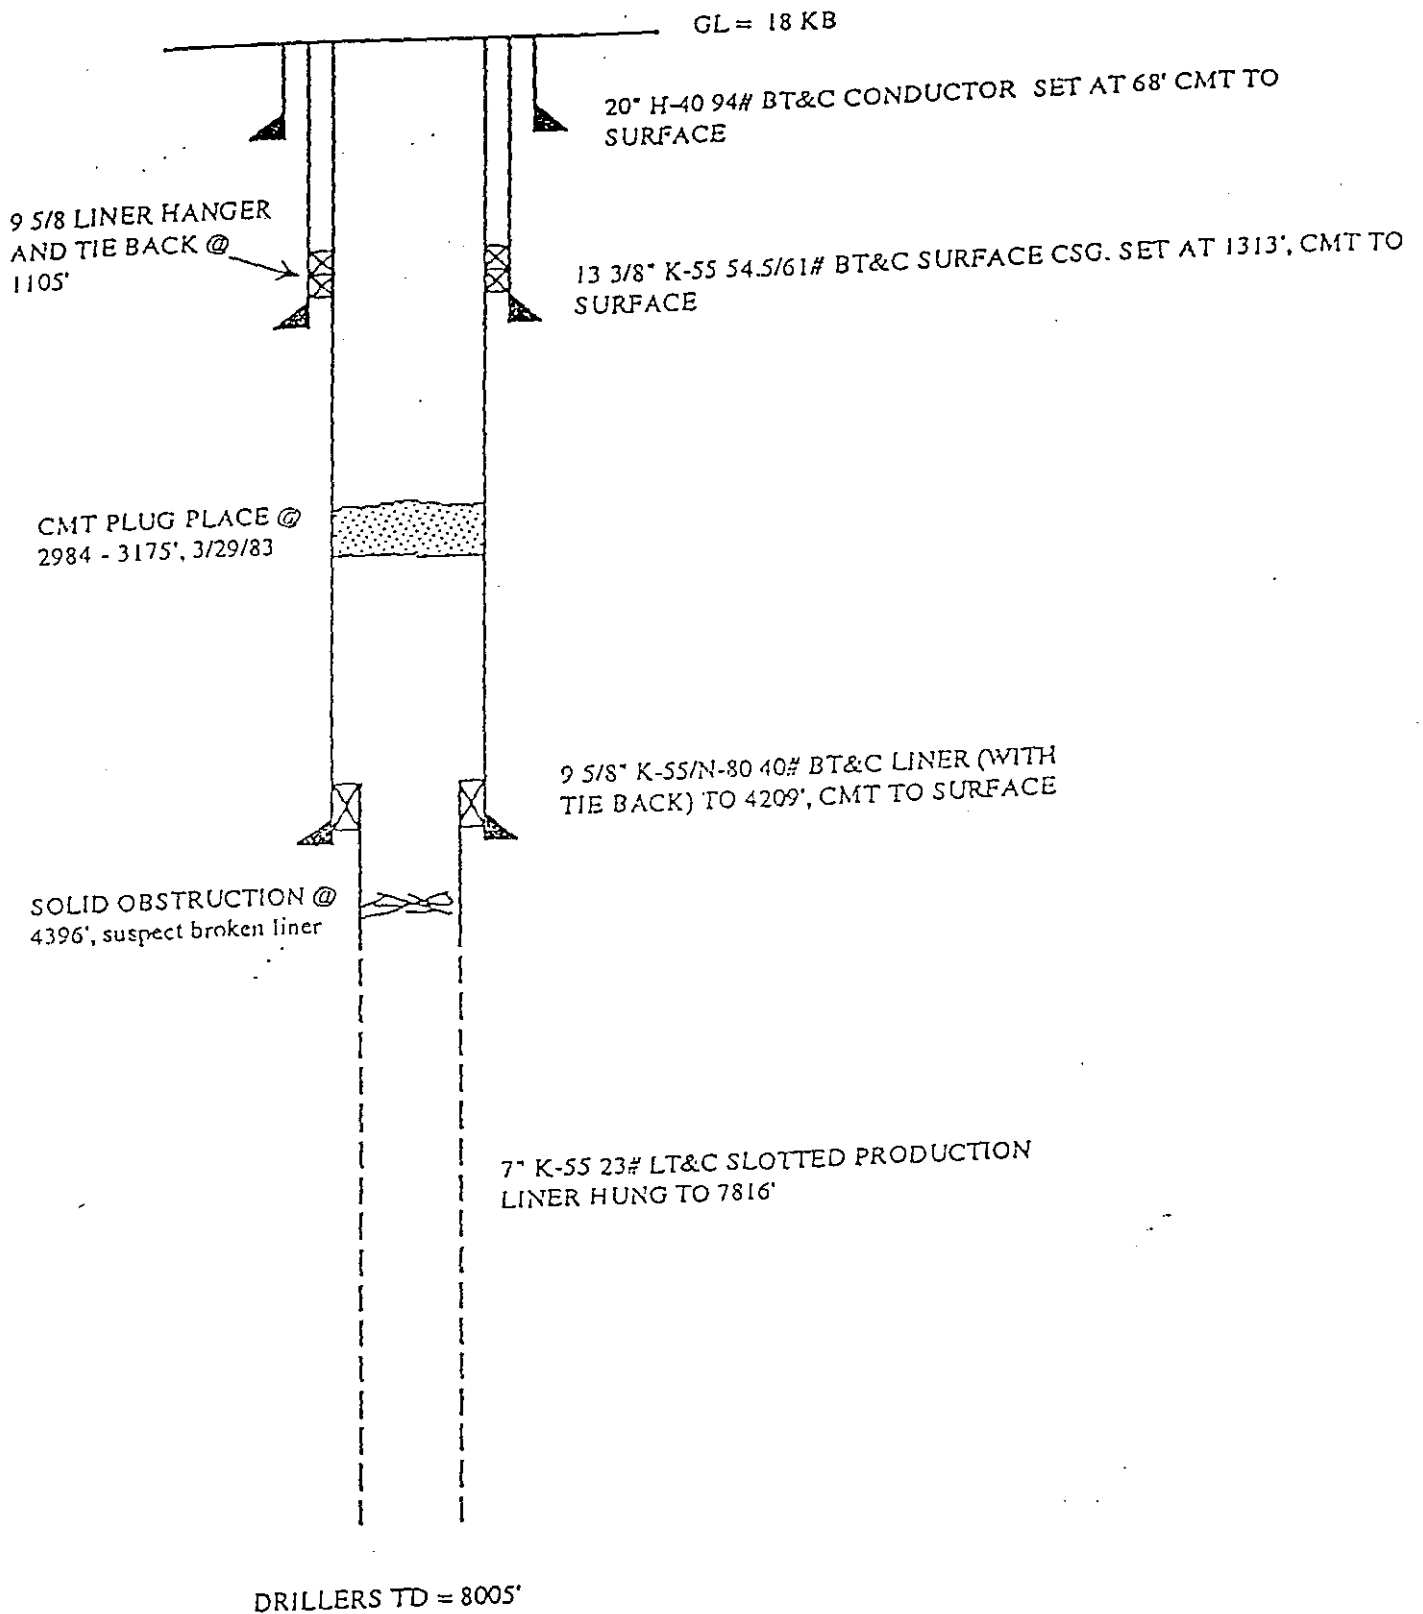 GL = 18 KB
20" H-40 94# BT&C CONDUCTOR SET AT 68' CMT TO
SURFACE
9 5/8 LINER HANGER
AND TIE BACK @
1105'
13 3/8" K-55 54.5/61# BT&C SURFACE CSG. SET AT 1313', CMT TO
SURFACE
CMT PLUG PLACE @
2984 - 3175', 3/29/83
9 5/8" K-55/N-80 40# BT&C LINER (WITH
TIE BACK) TO 4209', CMT TO SURFACE
SOLID OBSTRUCTION @
4396', suspect broken liner
7" K-55 23# LT&C SLOTTED PRODUCTION
LINER HUNG TO 7816'
DRILLERS TD = 8005'